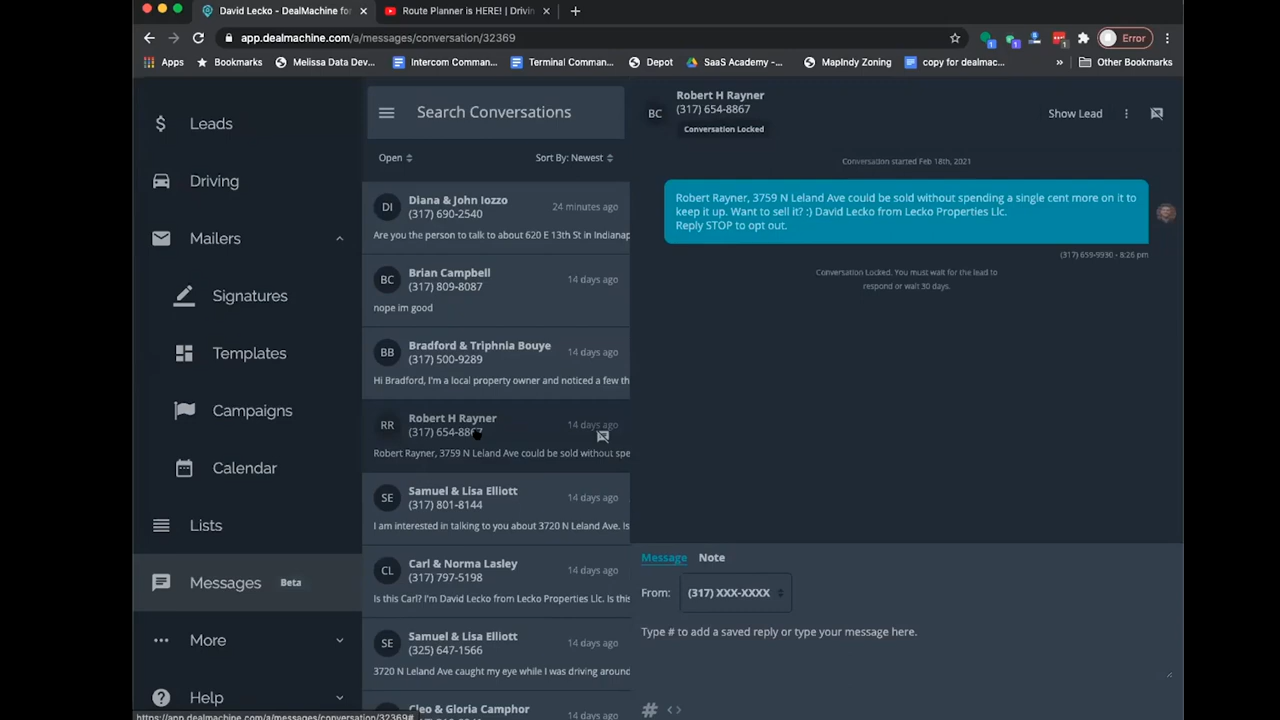 David Lecko - DealMachine for
Route Planner is HERE! | Drivin
app.dealmachine.com/a/messages/conversation/32369
Error
Apps
Bookmarks
Melissa Data Dev...
Intercom Comman...
Terminal Comman...
Depot
SaaS Academy -...
MapIndy Zoning
copy for dealmac...
»
Other Bookmarks
Leads
Driving
Mailers
Signatures
Templates
Campaigns
Calendar
Lists
Messages Beta
More
Help
Search Conversations
Open
Sort By: Newest
DI
Diana & John Iozzo
24 minutes ago
(317) 690-2540
Are you the person to talk to about 620 E 13th St in Indianap
BC
Brian Campbell
14 days ago
(317) 809-8087
nope im good
BB
Bradford & Triphnia Bouye
14 days ago
(317) 500-9289
Hi Bradford, I'm a local property owner and noticed a few th
RR
Robert H Rayner
14 days ago
(317) 654-8867
Robert Rayner, 3759 N Leland Ave could be sold without spe
SE
Samuel & Lisa Elliott
14 days ago
(317) 801-8144
I am interested in talking to you about 3720 N Leland Ave. Is
CL
Carl & Norma Lasley
14 days ago
(317) 797-5198
Is this Carl? I'm David Lecko from Lecko Properties Llc. Is this
SE
Samuel & Lisa Elliott
14 days ago
(325) 647-1566
3720 N Leland Ave caught my eye while I was driving around
Cleo & Gloria Camphor
14 days ago
BC
Robert H Rayner
(317) 654-8867
Conversation Locked
Show Lead
Conversation started Feb 18th, 2021
Robert Rayner, 3759 N Leland Ave could be sold without spending a single cent more on it to
keep it up. Want to sell it? :) David Lecko from Lecko Properties Llc.
Reply STOP to opt out.
(317) 659-9930 - 8:26 pm
Conversation Locked. You must wait for the lead to
respond or wait 30 days.
Message
Note
From:
(317) XXX-XXXX
Type # to add a saved reply or type your message here.
# <>
https://app.dealmachine.com/a/messages/conversation/32369#